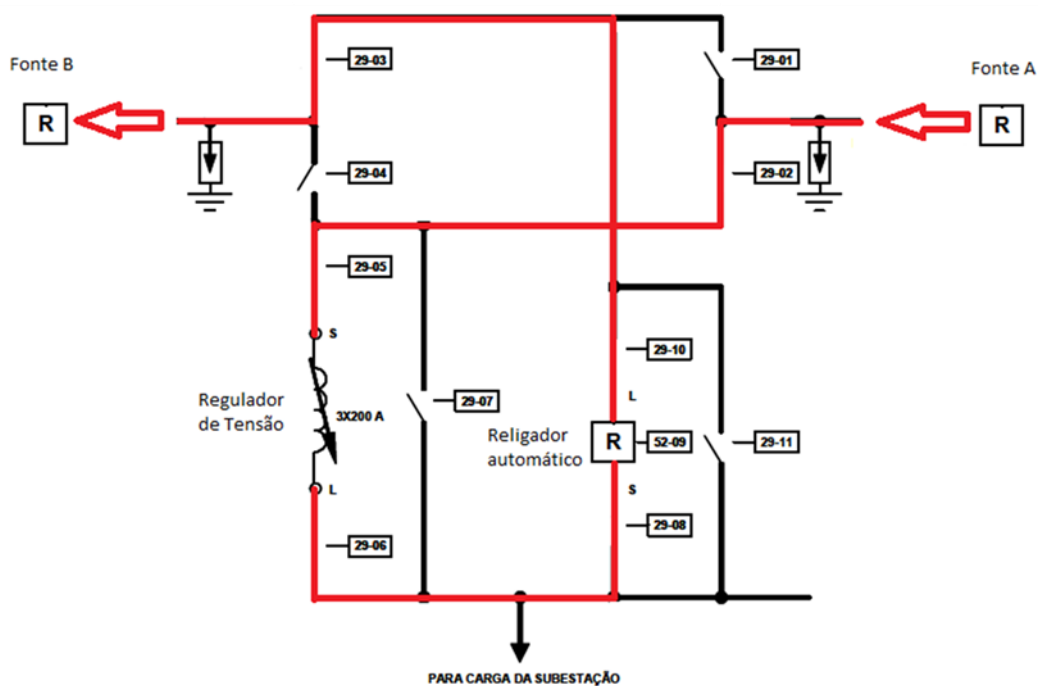 Fonte B
R
29-03
29-01
Fonte A
R
29-04
29-02
29-05
S
Regulador
de Tensão
3X200 A
L
29-06
29-07
29-10
L
Religador
automático
R
52-09
29-11
S
29-08
PARA CARGA DA SUBESTAÇÃO